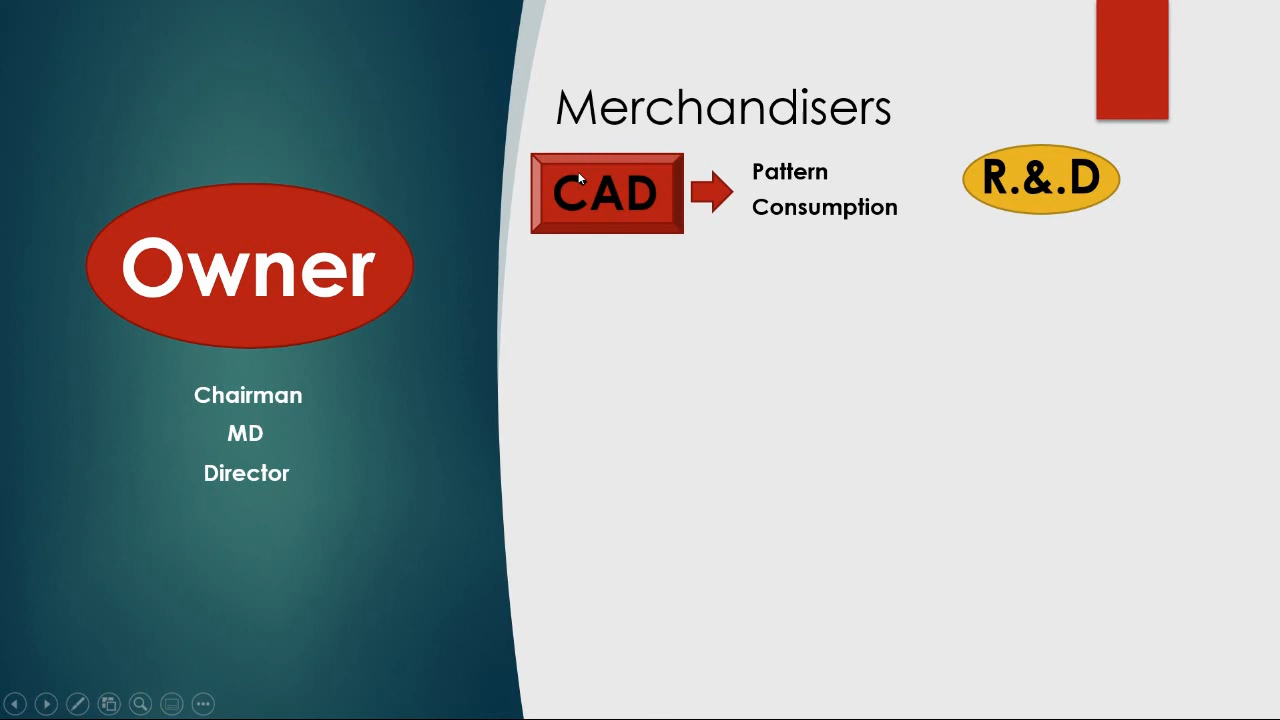 Owner
Chairman
MD
Director
Merchandisers
CAD
Pattern
Consumption
R.&.D